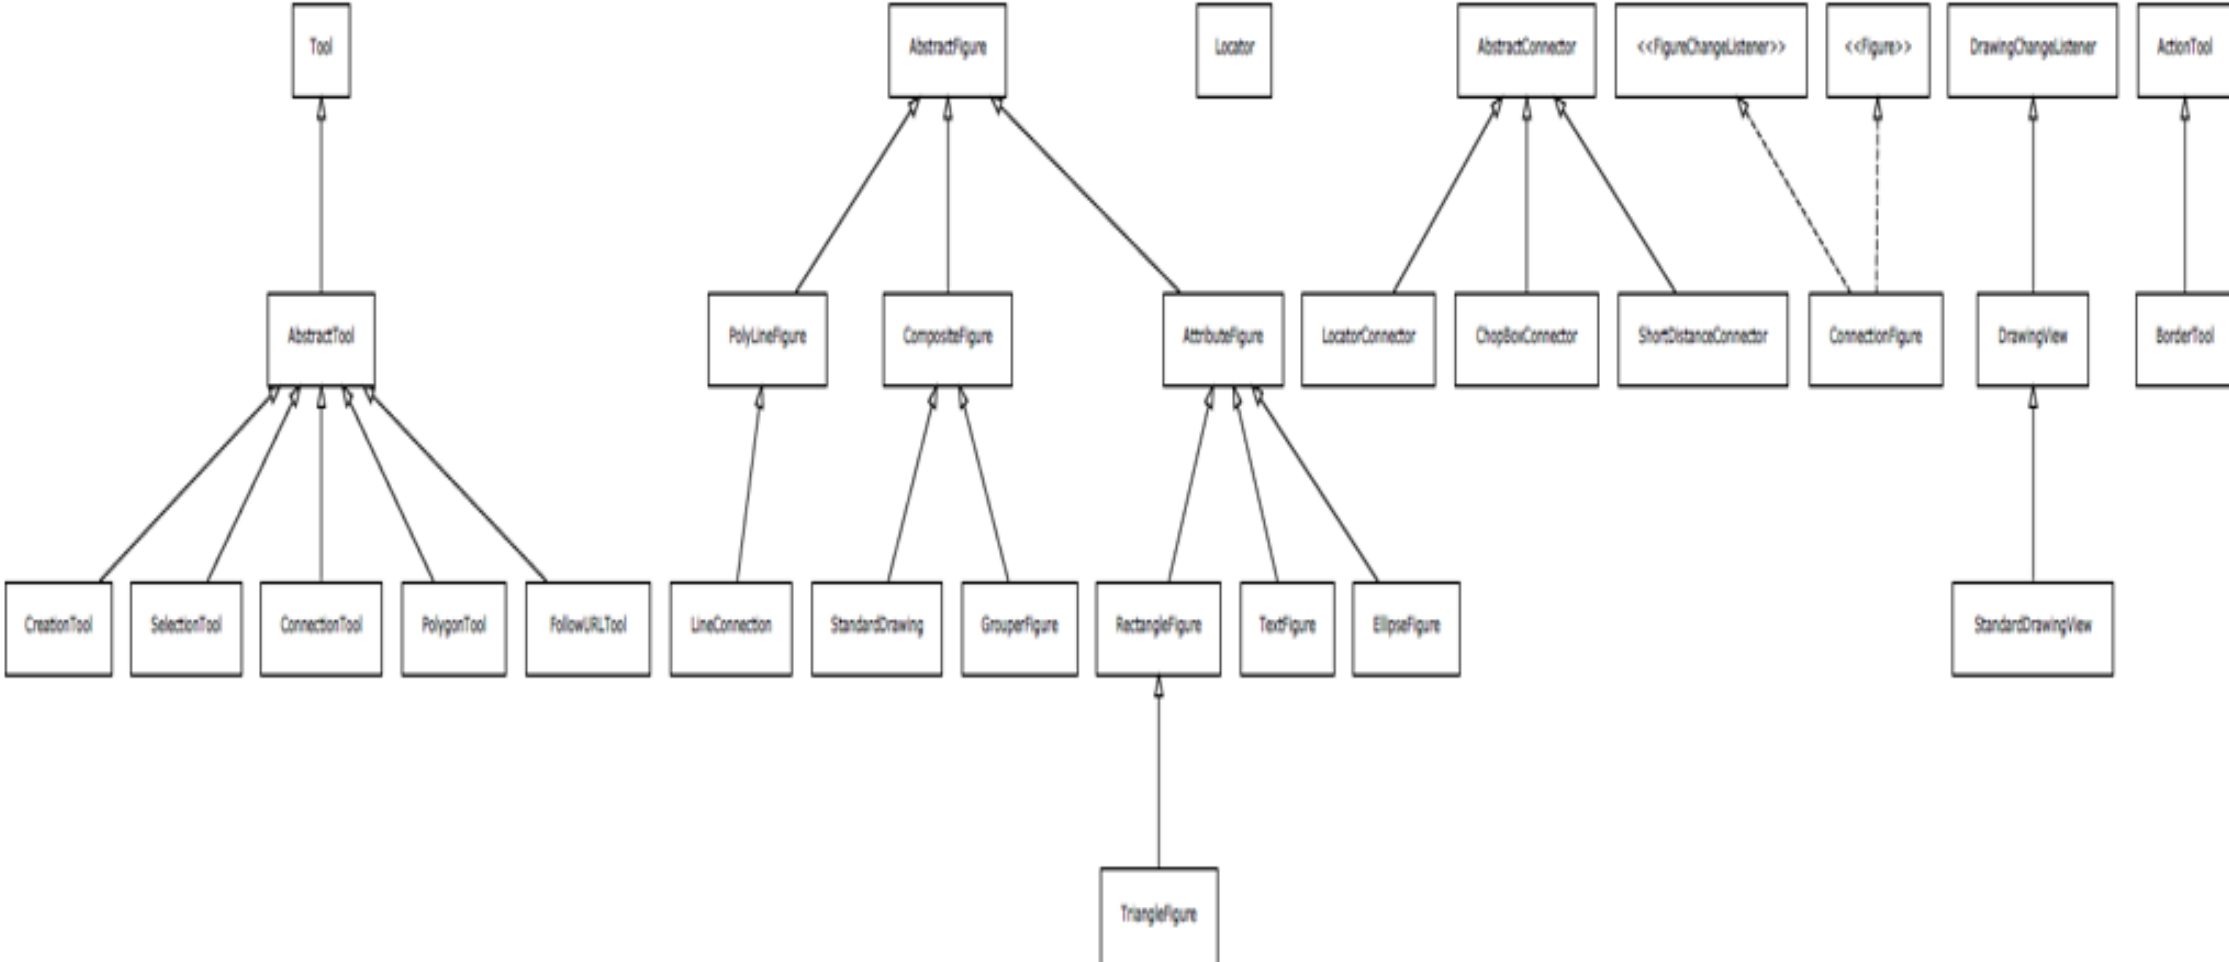 Tool
AbstractFigure
Locator
AbstractConnector
<<FigureChangeListener>>
<<Figure>>
DrawingChangeListener
ActionTool
AbstractTool
PolyLineFigure
CompositeFigure
AttributeFigure
LocatorConnector
ChopBoxConnector
ShortDistanceConnector
ConnectionFigure
DrawingView
BorderTool
CreationTool
SelectionTool
ConnectionTool
PolygonTool
FollowURLTool
LineConnection
StandardDrawing
GrouperFigure
RectangleFigure
TextFigure
EllipseFigure
StandardDrawingView
TriangleFigure